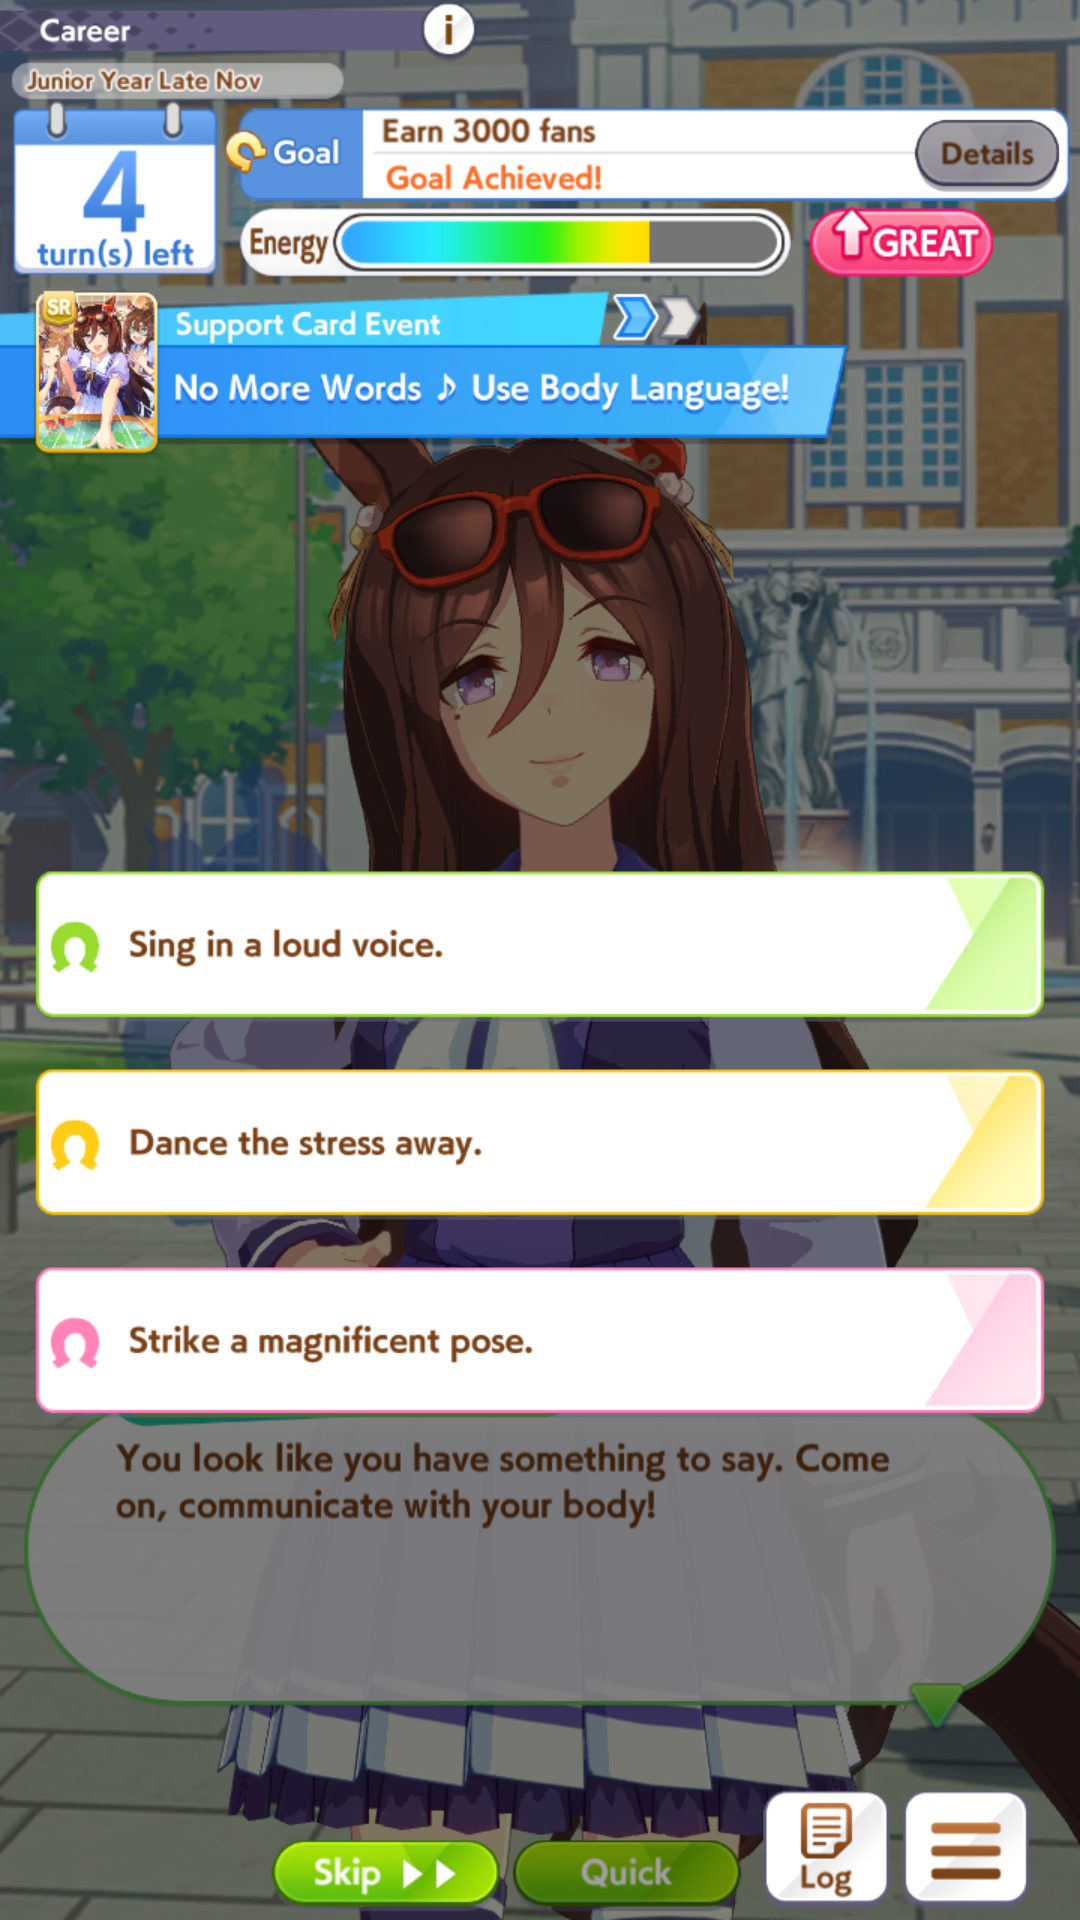 Career
i
Junior Year Late Nov
4
turn(s) left
Goal
Earn 3000 fans
Goal Achieved!
Details
Energy
GREAT
SR
Support Card Event
No More Words ♪ Use Body Language!
Sing in a loud voice.
Dance the stress away.
Strike a magnificent pose.
You look like you have something to say. Come
on, communicate with your body!
Skip
Quick
Log